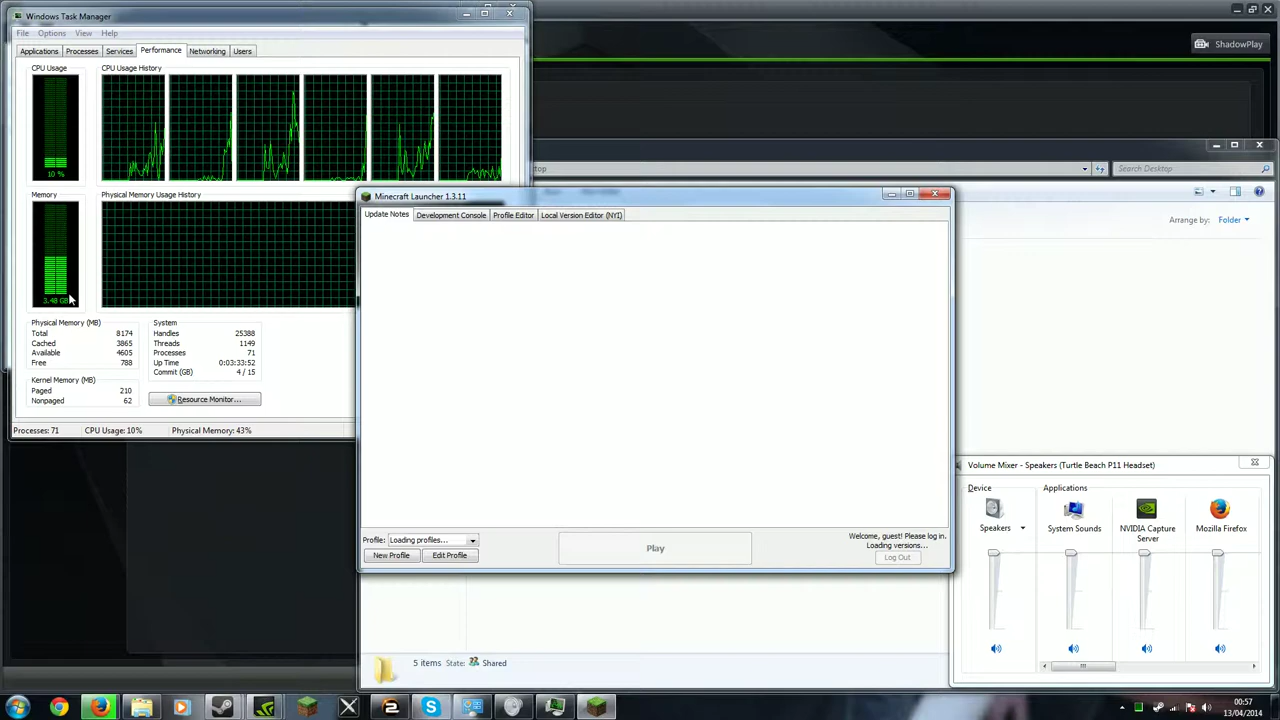 Windows Task Manager
File Options View Help
Applications Processes Services Performance Networking Users
CPU Usage
CPU Usage History
10 %
Memory
Physical Memory Usage History
3.48 GB
Physical Memory (MB)
Total 8174
Cached 3865
Available 4605
Free 788
Kernel Memory (MB)
Paged 210
Nonpaged 62
System
Handles 25388
Threads 1149
Processes 71
Up Time 0:03:33:52
Commit (GB) 4 / 15
Resource Monitor...
Processes: 71 CPU Usage: 10% Physical Memory: 43%
ShadowPlay
Search Desktop
Arrange by: Folder
Minecraft Launcher 1.3.11
Update Notes Development Console Profile Editor Local Version Editor (NYI)
Profile: Loading profiles...
New Profile Edit Profile
Play
Welcome, guest! Please log in.
Loading versions...
Log Out
5 items State: Shared
Volume Mixer - Speakers (Turtle Beach P11 Headset)
Device
Applications
Speakers
System Sounds
NVIDIA Capture Server
Mozilla Firefox
00:57
13/04/2014